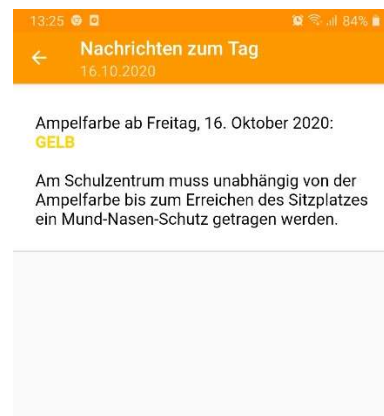 13:25 84%
Nachrichten zum Tag
16.10.2020
Ampelfarbe ab Freitag, 16. Oktober 2020:
GELB
Am Schulzentrum muss unabhängig von der
Ampelfarbe bis zum Erreichen des Sitzplatzes
ein Mund-Nasen-Schutz getragen werden.